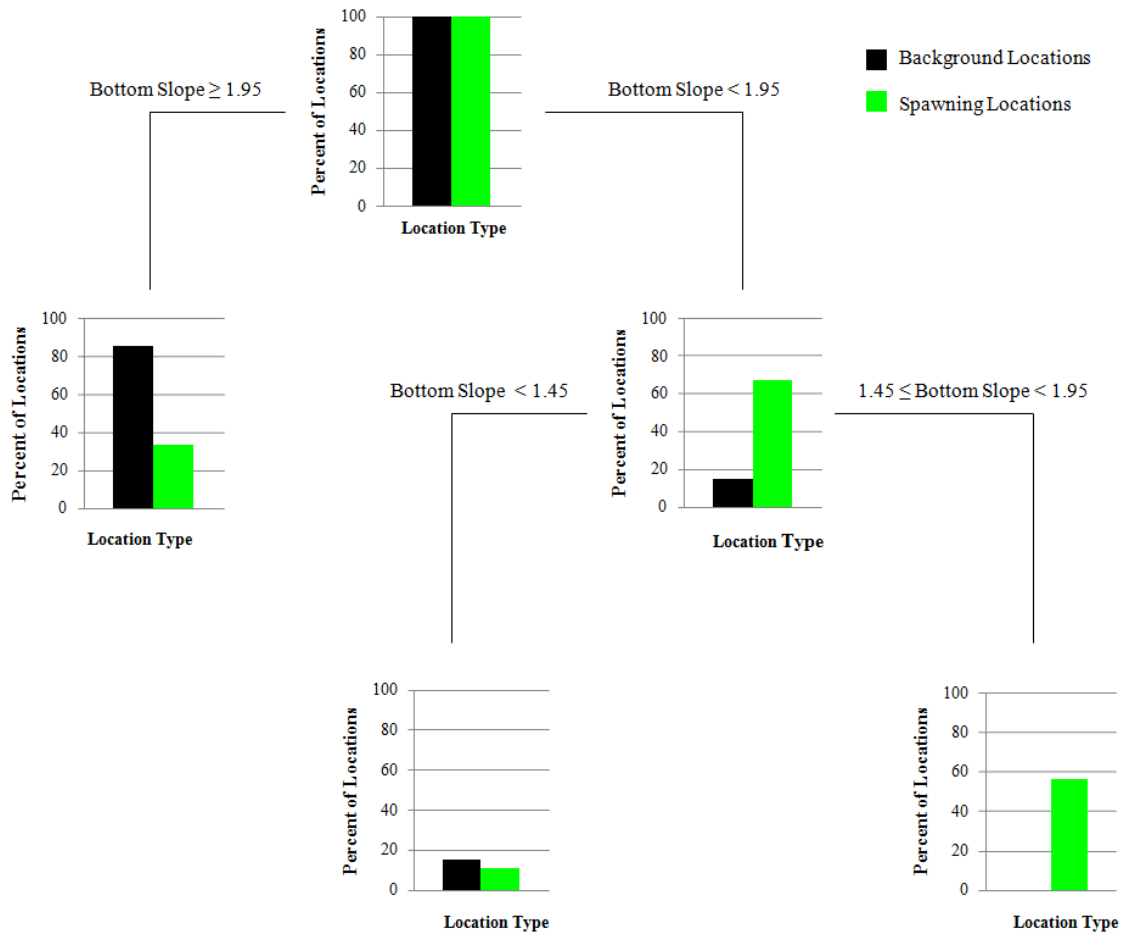 100
80
60
40
20
0
Percent of Locations
Location Type
Background Locations
Spawning Locations
Bottom Slope ≥ 1.95
Bottom Slope < 1.95
100
80
60
40
20
0
Percent of Locations
Location Type
100
80
60
40
20
0
Percent of Locations
Location Type
Bottom Slope < 1.45
1.45 ≤ Bottom Slope < 1.95
100
80
60
40
20
0
Percent of Locations
Location Type
100
80
60
40
20
0
Percent of Locations
Location Type